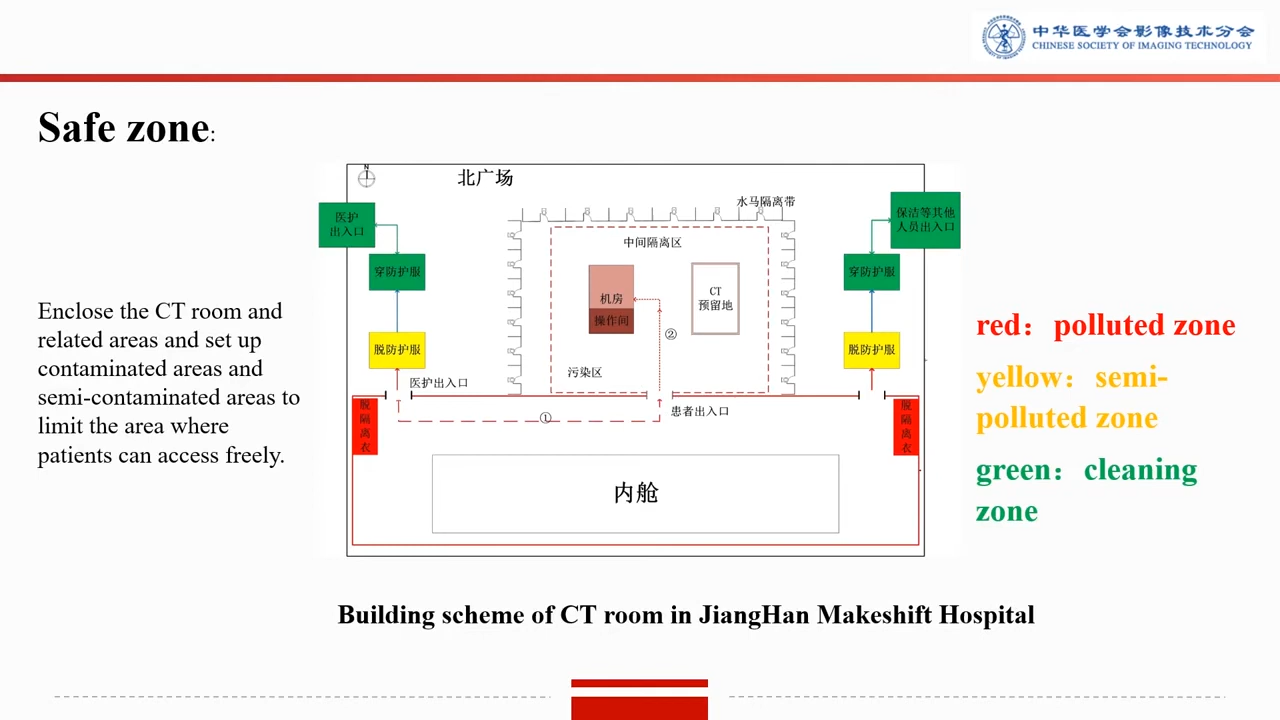 中华医学会影像技术分会
CHINESE SOCIETY OF IMAGING TECHNOLOGY
Safe zone:
Enclose the CT room and
related areas and set up
contaminated areas and
semi-contaminated areas to
limit the area where
patients can access freely.
N
北广场
水马隔离带
医护
出入口
保洁等其他
人员出入口
中间隔离区
穿防护服
穿防护服
机房
操作间
CT
预留地
②
脱防护服
脱防护服
污染区
医护出入口
患者出入口
①
脱
隔
离
衣
脱
隔
离
衣
内舱
red：polluted zone
yellow：semi-
polluted zone
green：cleaning
zone
Building scheme of CT room in JiangHan Makeshift Hospital